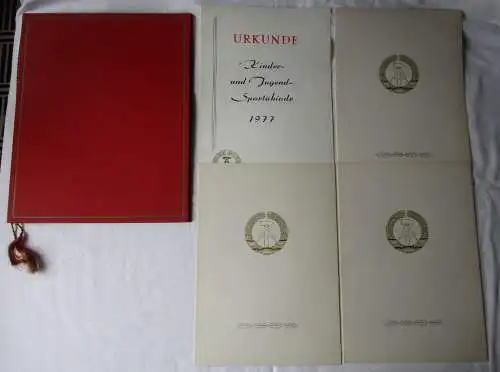 URKUNDE
Kinder-
und Jugend-
Spartakiade
1977